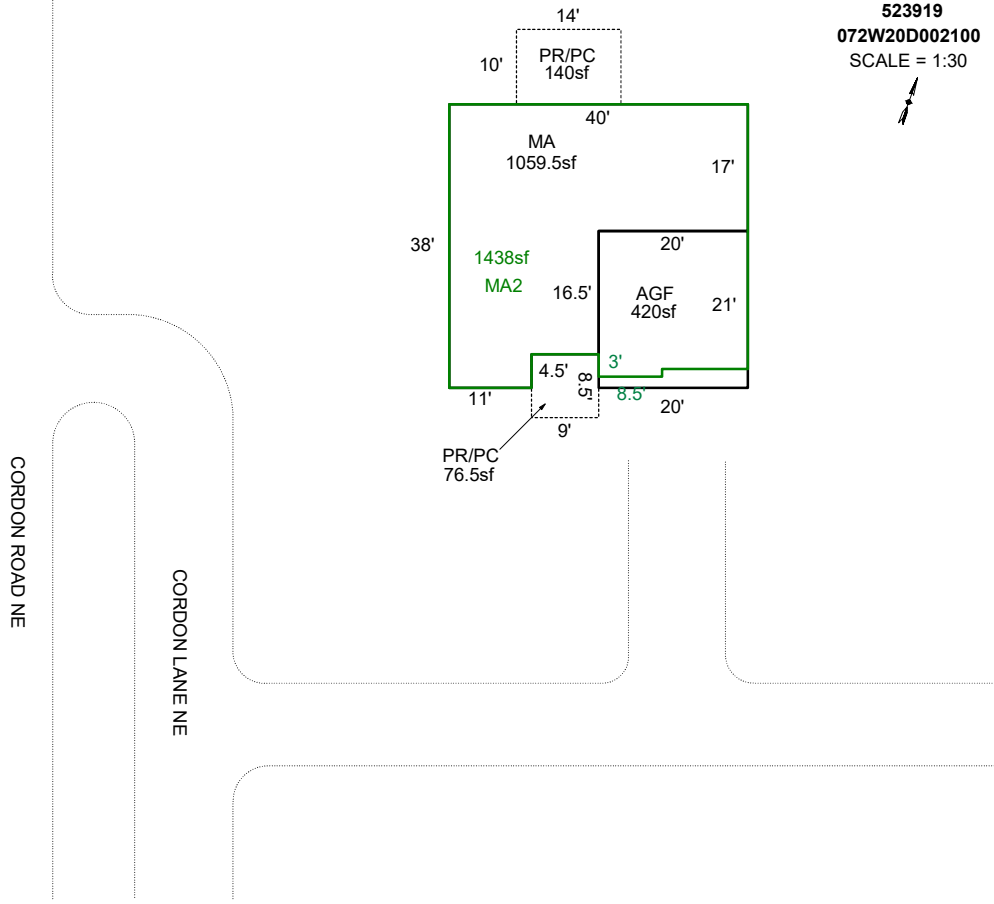 523919
072W20D002100
SCALE = 1:30
14'
10'
PR/PC
140sf
40'
MA
1059.5sf
17'
38'
20'
1438sf
MA2
16.5'
AGF
420sf
21'
3'
4.5'
8.5'
8.5'
11'
20'
9'
PR/PC
76.5sf
CORDON ROAD NE
CORDON LANE NE